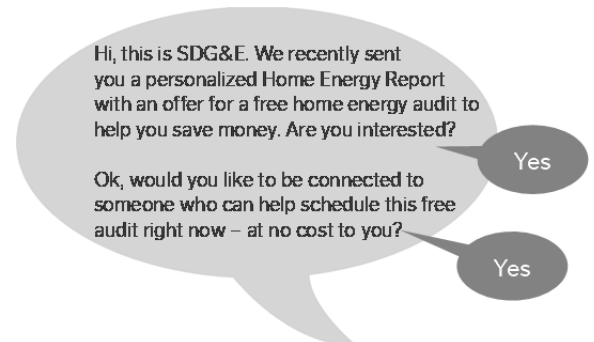 Hi, this is SDG&E. We recently sent
you a personalized Home Energy Report
with an offer for a free home energy audit to
help you save money. Are you interested?
Yes
Ok, would you like to be connected to
someone who can help schedule this free
audit right now – at no cost to you?
Yes